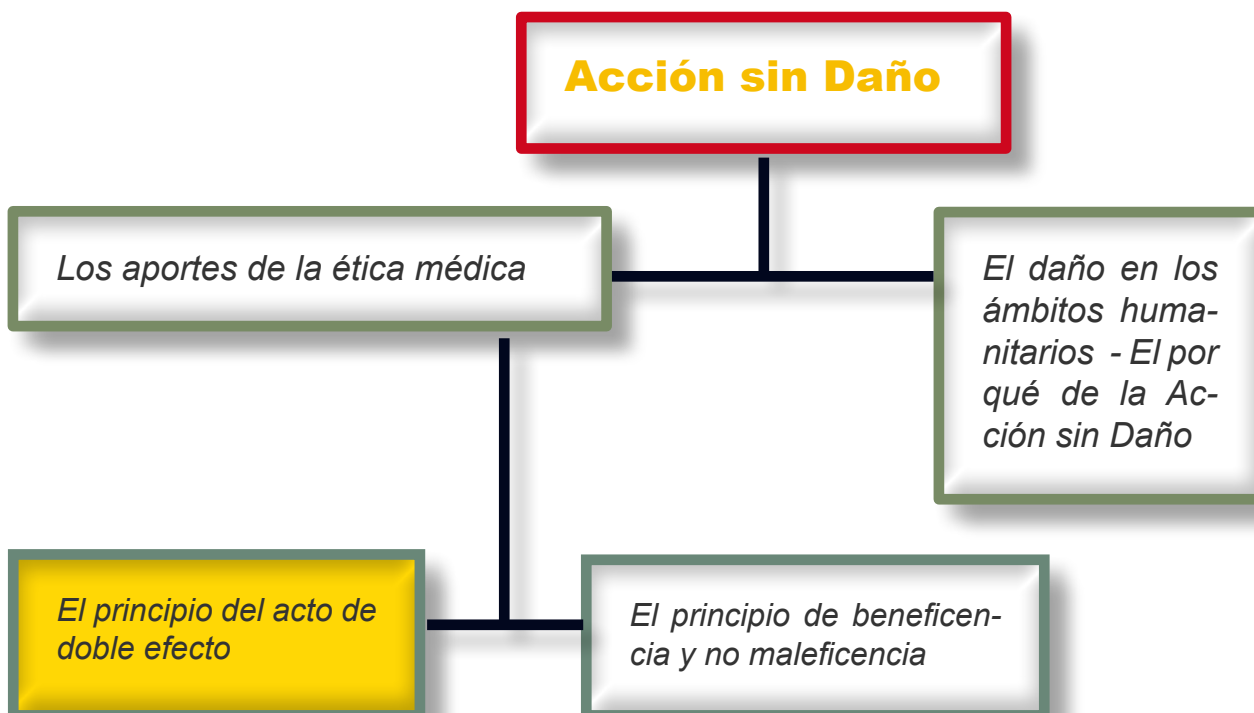 Acción sin Daño
Los aportes de la ética médica
El daño en los
ámbitos huma-
nitarios - El por
qué de la Ac-
ción sin Daño
El principio del acto de
doble efecto
El principio de beneficen-
cia y no maleficencia